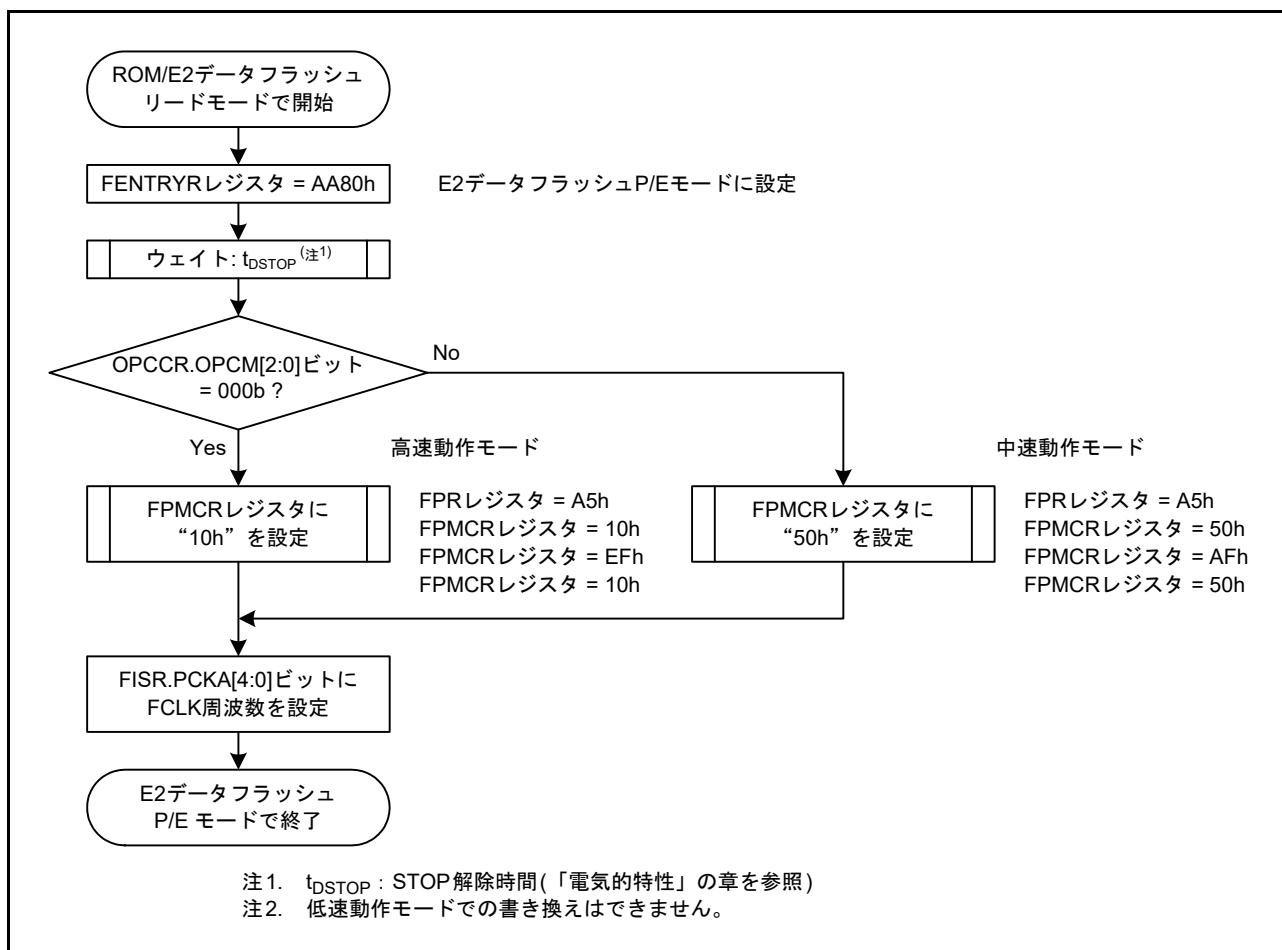 ROM/E2データフラッシュ
リードモードで開始
FENTRYRレジスタ = AA80h
E2データフラッシュP/Eモードに設定
ウェイト: tDSTOP (注1)
OPCCR.OPCM[2:0]ビット
= 000b ?
No
Yes
高速動作モード
中速動作モード
FPMCRレジスタに
“10h” を設定
FPRレジスタ = A5h
FPMCRレジスタ = 10h
FPMCRレジスタ = EFh
FPMCRレジスタ = 10h
FPMCRレジスタに
“50h” を設定
FPRレジスタ = A5h
FPMCRレジスタ = 50h
FPMCRレジスタ = AFh
FPMCRレジスタ = 50h
FISR.PCKA[4:0]ビットに
FCLK周波数を設定
E2データフラッシュ
P/E モードで終了
注1. tDSTOP : STOP解除時間(「電気的特性」の章を参照)
注2. 低速動作モードでの書き換えはできません。